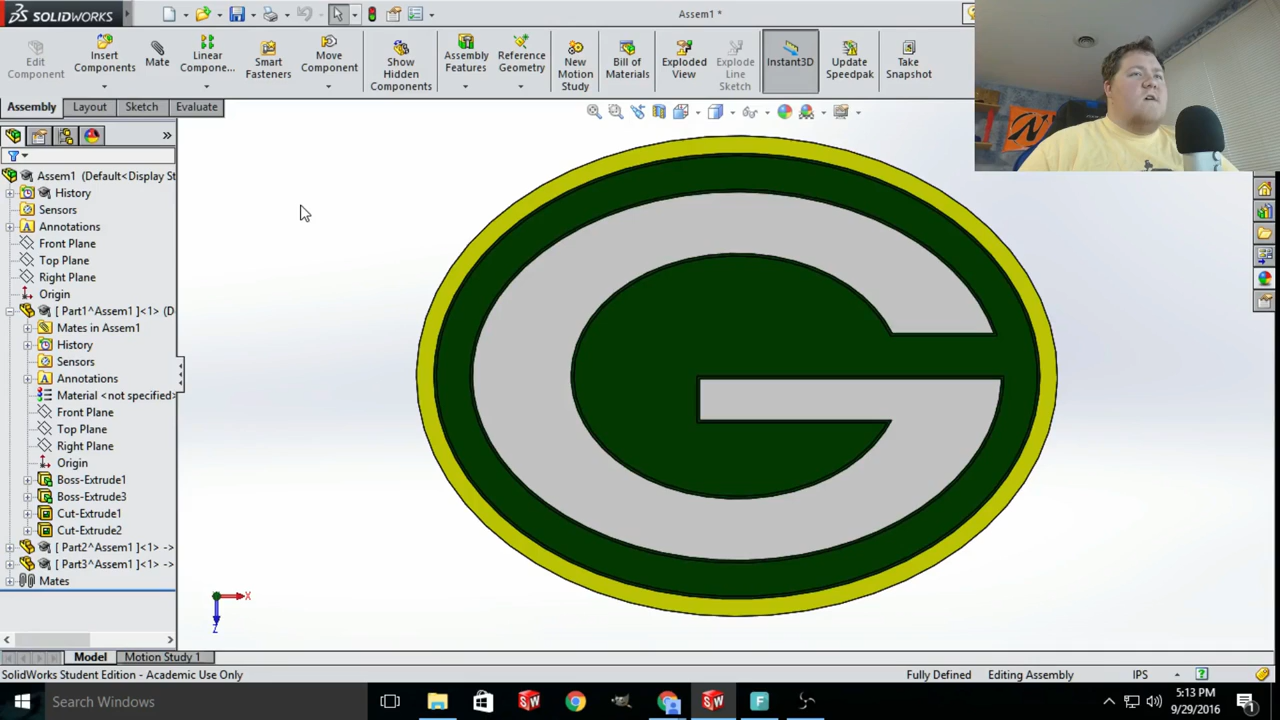 SOLIDWORKS
Assem1 *
Edit Component
Insert Components
Mate
Linear Compone...
Smart Fasteners
Move Component
Show Hidden Components
Assembly Features
Reference Geometry
New Motion Study
Bill of Materials
Exploded View
Explode Line Sketch
Instant3D
Update Speedpak
Take Snapshot
Assembly Layout Sketch Evaluate
Assem1 (Default<Display St
History
Sensors
Annotations
Front Plane
Top Plane
Right Plane
Origin
[ Part1^Assem1 ]<1> (D
Mates in Assem1
History
Sensors
Annotations
Material <not specified>
Front Plane
Top Plane
Right Plane
Origin
Boss-Extrude1
Boss-Extrude3
Cut-Extrude1
Cut-Extrude2
[ Part2^Assem1 ]<1> ->
[ Part3^Assem1 ]<1> ->
Mates
G
X
Z
Model Motion Study 1
SolidWorks Student Edition - Academic Use Only Fully Defined Editing Assembly IPS
Search Windows
5:13 PM
9/29/2016